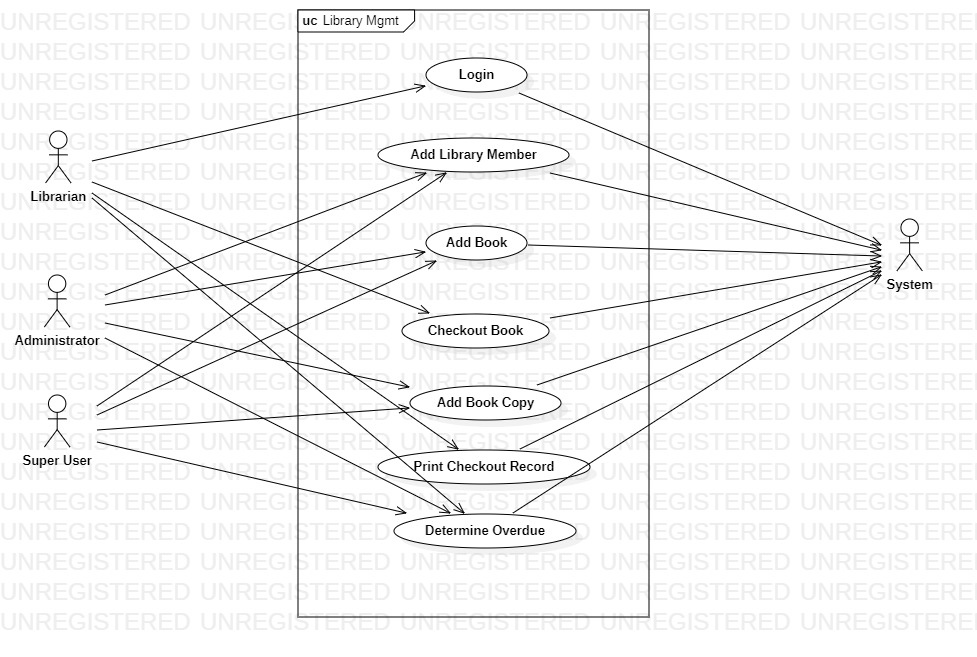 uc Library Mgmt
Login
Add Library Member
Librarian
Add Book
System
Checkout Book
Administrator
Add Book Copy
Super User
Print Checkout Record
Determine Overdue
UNREGISTERED